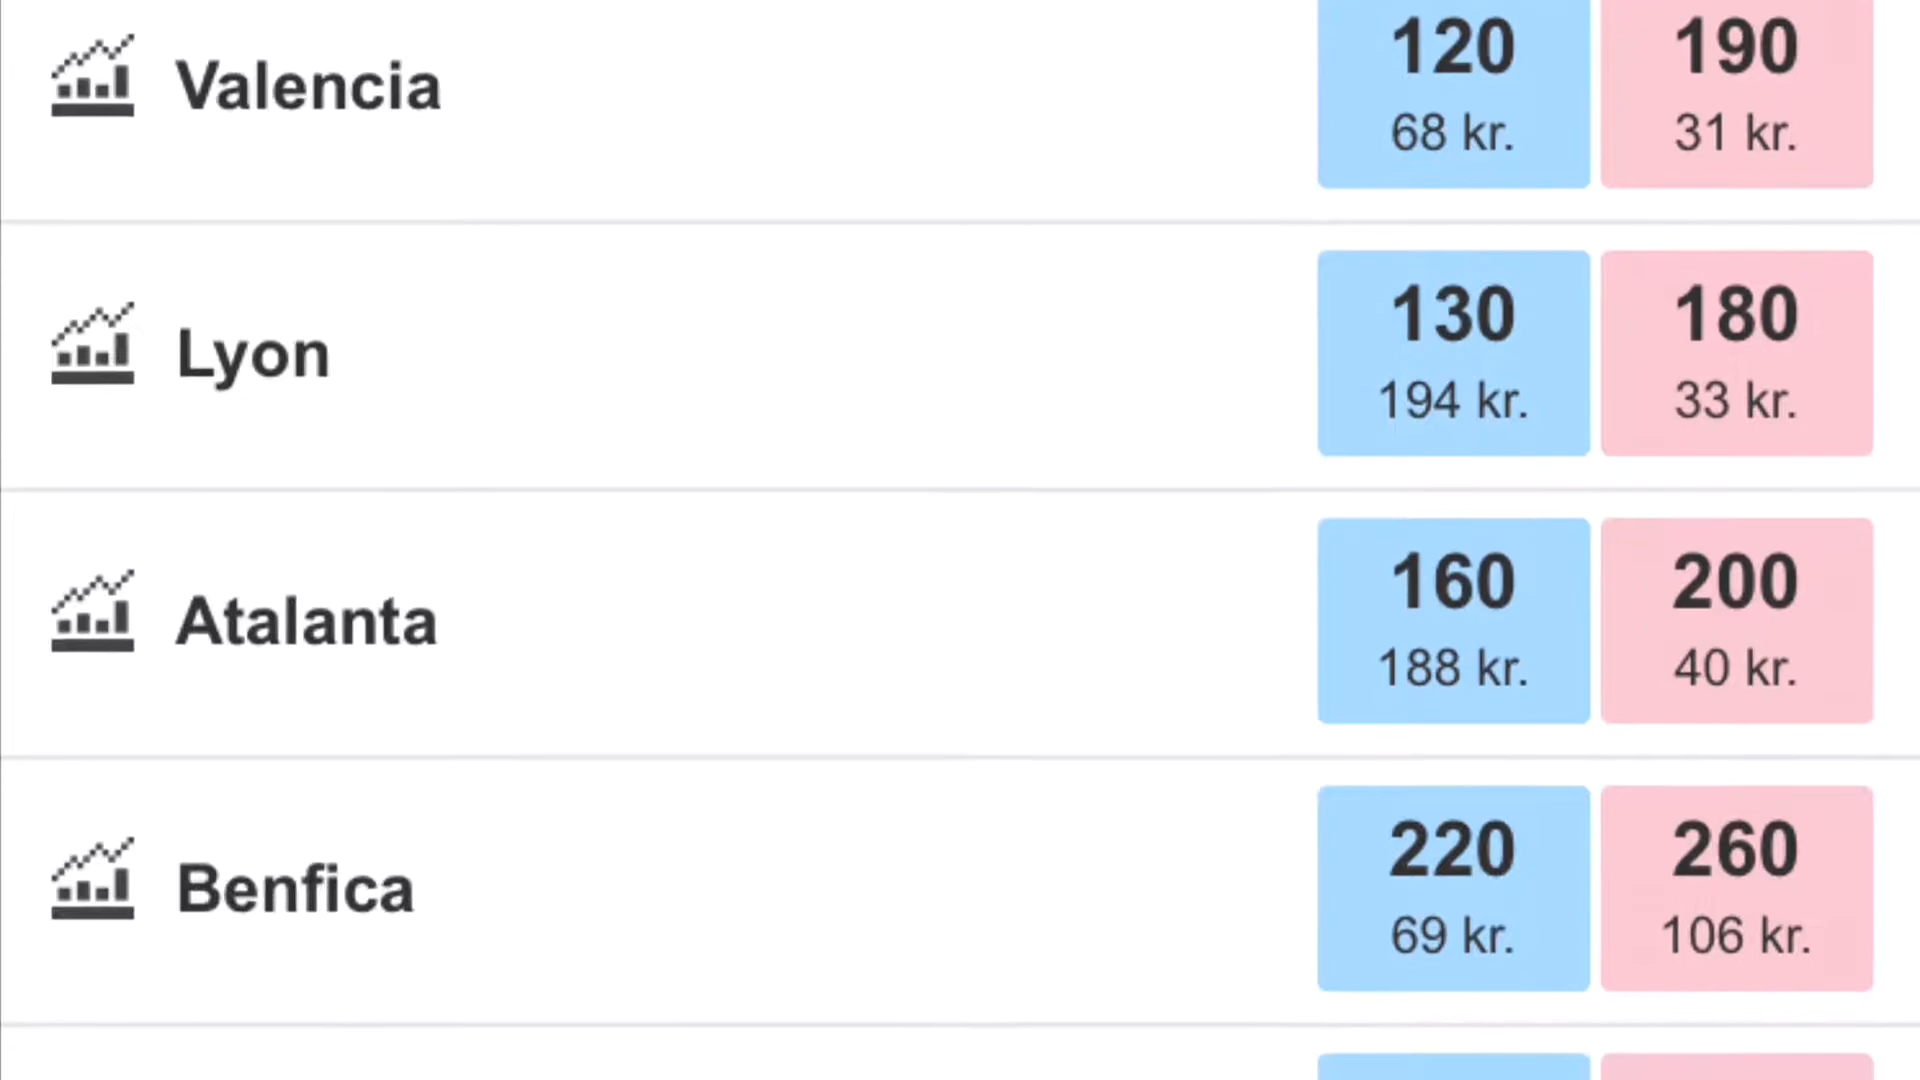 Valencia
120 190
68 kr. 31 kr.
Lyon
130 180
194 kr. 33 kr.
Atalanta
160 200
188 kr. 40 kr.
Benfica
220 260
69 kr. 106 kr.